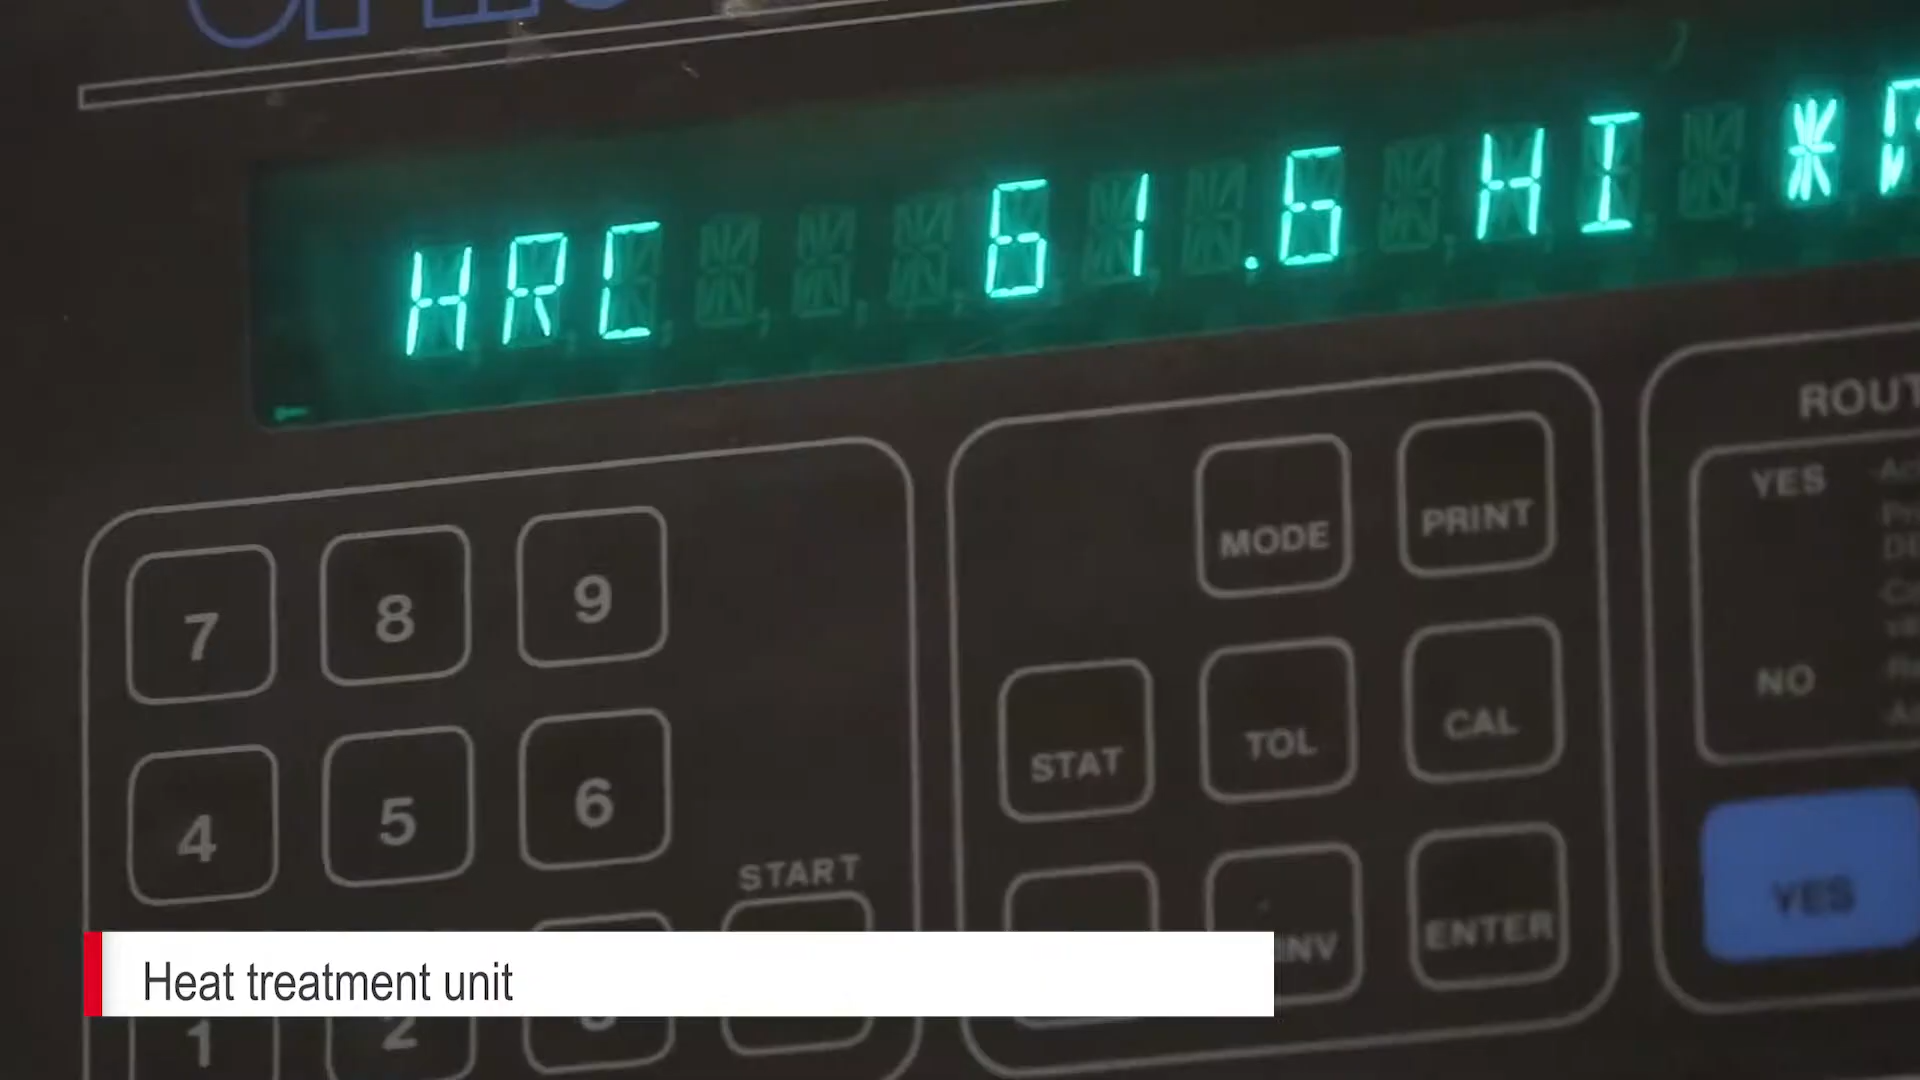 HRC 61.6 HI *
MODE PRINT
ROUT
YES
NO
7 8 9
STAT TOL CAL
4 5 6
START
YES
INV ENTER
Heat treatment unit
1 2